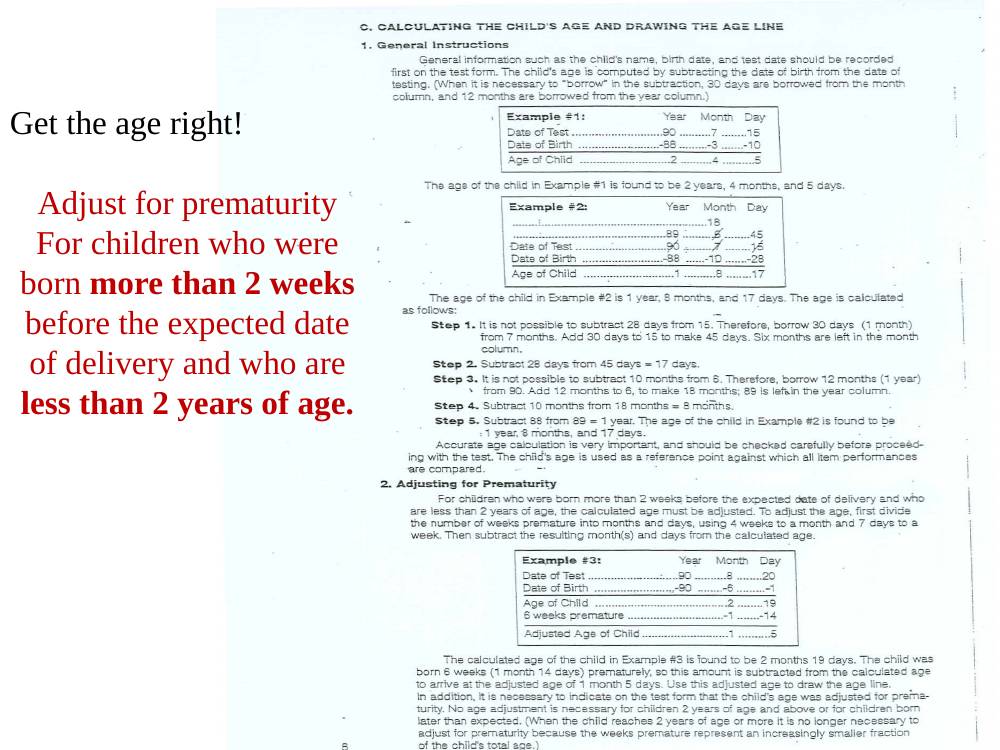 Get the age right!
Adjust for prematurity
For children who were
born more than 2 weeks
before the expected date
of delivery and who are
less than 2 years of age.
C. CALCULATING THE CHILD'S AGE AND DRAWING THE AGE LINE
1. General Instructions
General information such as the child's name, birth date, and test date should be recorded
first on the test form. The child's age is computed by subtracting the date of birth from the date of
testing. (When it is necessary to "borrow" in the subtraction, 30 days are borrowed from the month
column, and 12 months are borrowed from the year column.)
Example #1: Year Month Day
Date of Test ........................90 .........7 .........15
Date of Birth .....................-88 ........-3 ........-10
Age of Child ........................2 .........4 ..........5
The age of the child in Example #1 is found to be 2 years, 4 months, and 5 days.
Example #2: Year Month Day
......................................................18
..........................................89 .........6 .........45
Date of Test ........................90 .........7 .........15
Date of Birth .....................-88 .......-10 .......-28
Age of Child ........................1 .........8 .........17
The age of the child in Example #2 is 1 year, 8 months, and 17 days. The age is calculated
as follows:
Step 1. It is not possible to subtract 28 days from 15. Therefore, borrow 30 days (1 month)
from 7 months. Add 30 days to 15 to make 45 days. Six months are left in the month
column.
Step 2. Subtract 28 days from 45 days = 17 days.
Step 3. It is not possible to subtract 10 months from 6. Therefore, borrow 12 months (1 year)
from 90. Add 12 months to 6, to make 18 months; 89 is left in the year column.
Step 4. Subtract 10 months from 18 months = 8 months.
Step 5. Subtract 88 from 89 = 1 year. The age of the child in Example #2 is found to be
1 year, 8 months, and 17 days.
Accurate age calculation is very important, and should be checked carefully before proceed-
ing with the test. The child's age is used as a reference point against which all item performances
are compared.
2. Adjusting for Prematurity
For children who were born more than 2 weeks before the expected date of delivery and who
are less than 2 years of age, the calculated age must be adjusted. To adjust the age, first divide
the number of weeks premature into months and days, using 4 weeks to a month and 7 days to a
week. Then subtract the resulting month(s) and days from the calculated age.
Example #3: Year Month Day
Date of Test ........................90 .........8 ........20
Date of Birth .....................-90 ........-6 ........-1
Age of Child ..................................2 ........19
6 weeks premature ..........................-1 .......-14
Adjusted Age of Child........................1 .........5
The calculated age of the child in Example #3 is found to be 2 months 19 days. The child was
born 6 weeks (1 month 14 days) prematurely, so this amount is subtracted from the calculated age
to arrive at the adjusted age of 1 month 5 days. Use this adjusted age to draw the age line.
In addition, it is necessary to indicate on the test form that the child's age was adjusted for prema-
turity. No age adjustment is necessary for children 2 years of age and above or for children born
later than expected. (When the child reaches 2 years of age or more it is no longer necessary to
adjust for prematurity because the weeks premature represent an increasingly smaller fraction
of the child's total age.)
8